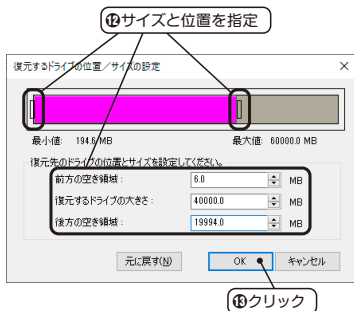 ⑫サイズと位置を指定
復元するドライブの位置/サイズの設定
最小値: 194.6 MB 最大値: 60000.0 MB
復元先のドライブの位置とサイズを設定してください。
前方の空き領域: 6.0 MB
復元するドライブの大きさ: 40000.0 MB
後方の空き領域: 19994.0 MB
元に戻す(N) OK キャンセル
⑬クリック